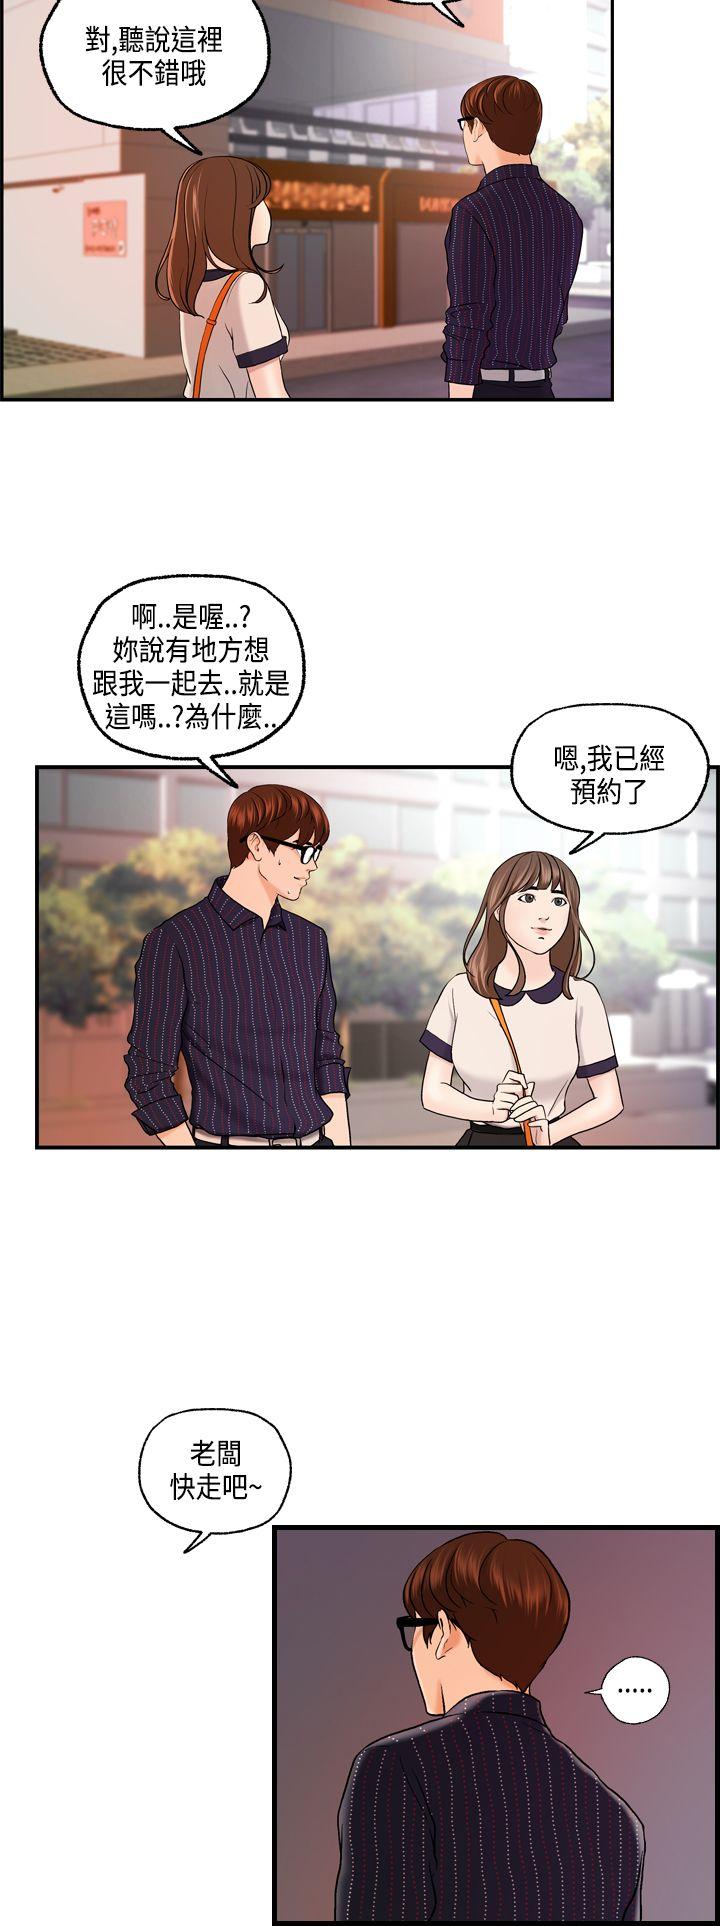 對,聽說這裡
很不錯哦
啊..是喔..?
妳說有地方想
跟我一起去..就是
這嗎..?為什麼..
嗯,我已經
預約了
老闆
快走吧~
.....